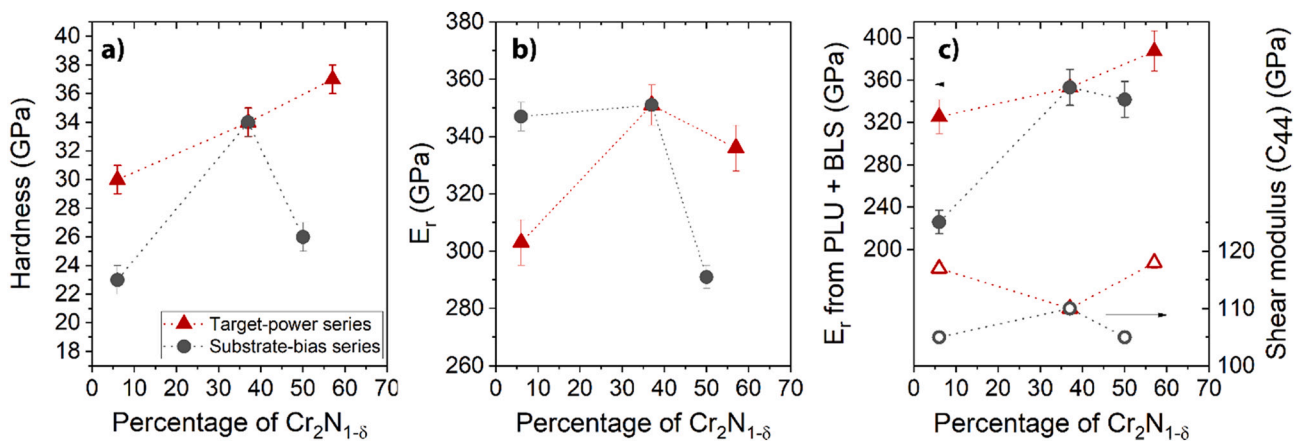 a)
40
38
36
34
32
30
28
26
24
22
20
18
Hardness (GPa)
Target-power series
Substrate-bias series
0 10 20 30 40 50 60 70
Percentage of Cr₂N₁₋δ
b)
380
360
340
320
300
280
260
Eᵣ (GPa)
0 10 20 30 40 50 60 70
Percentage of Cr₂N₁₋δ
c)
400
360
320
280
240
200
Eᵣ from PLU + BLS (GPa)
120
110
100
Shear modulus (C₄₄) (GPa)
0 10 20 30 40 50 60 70
Percentage of Cr₂N₁₋δ